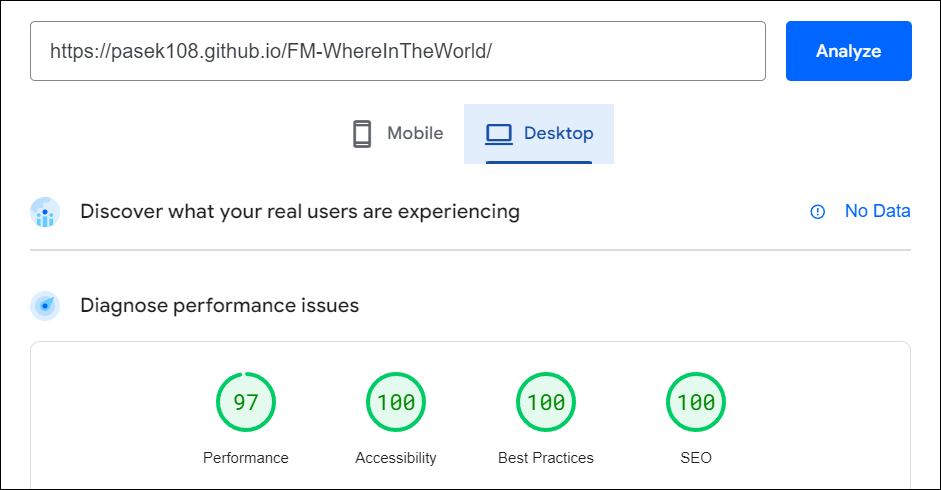 https://pasek108.github.io/FM-WhereInTheWorld/
Analyze
Mobile
Desktop
Discover what your real users are experiencing
No Data
Diagnose performance issues
97
100
100
100
Performance
Accessibility
Best Practices
SEO